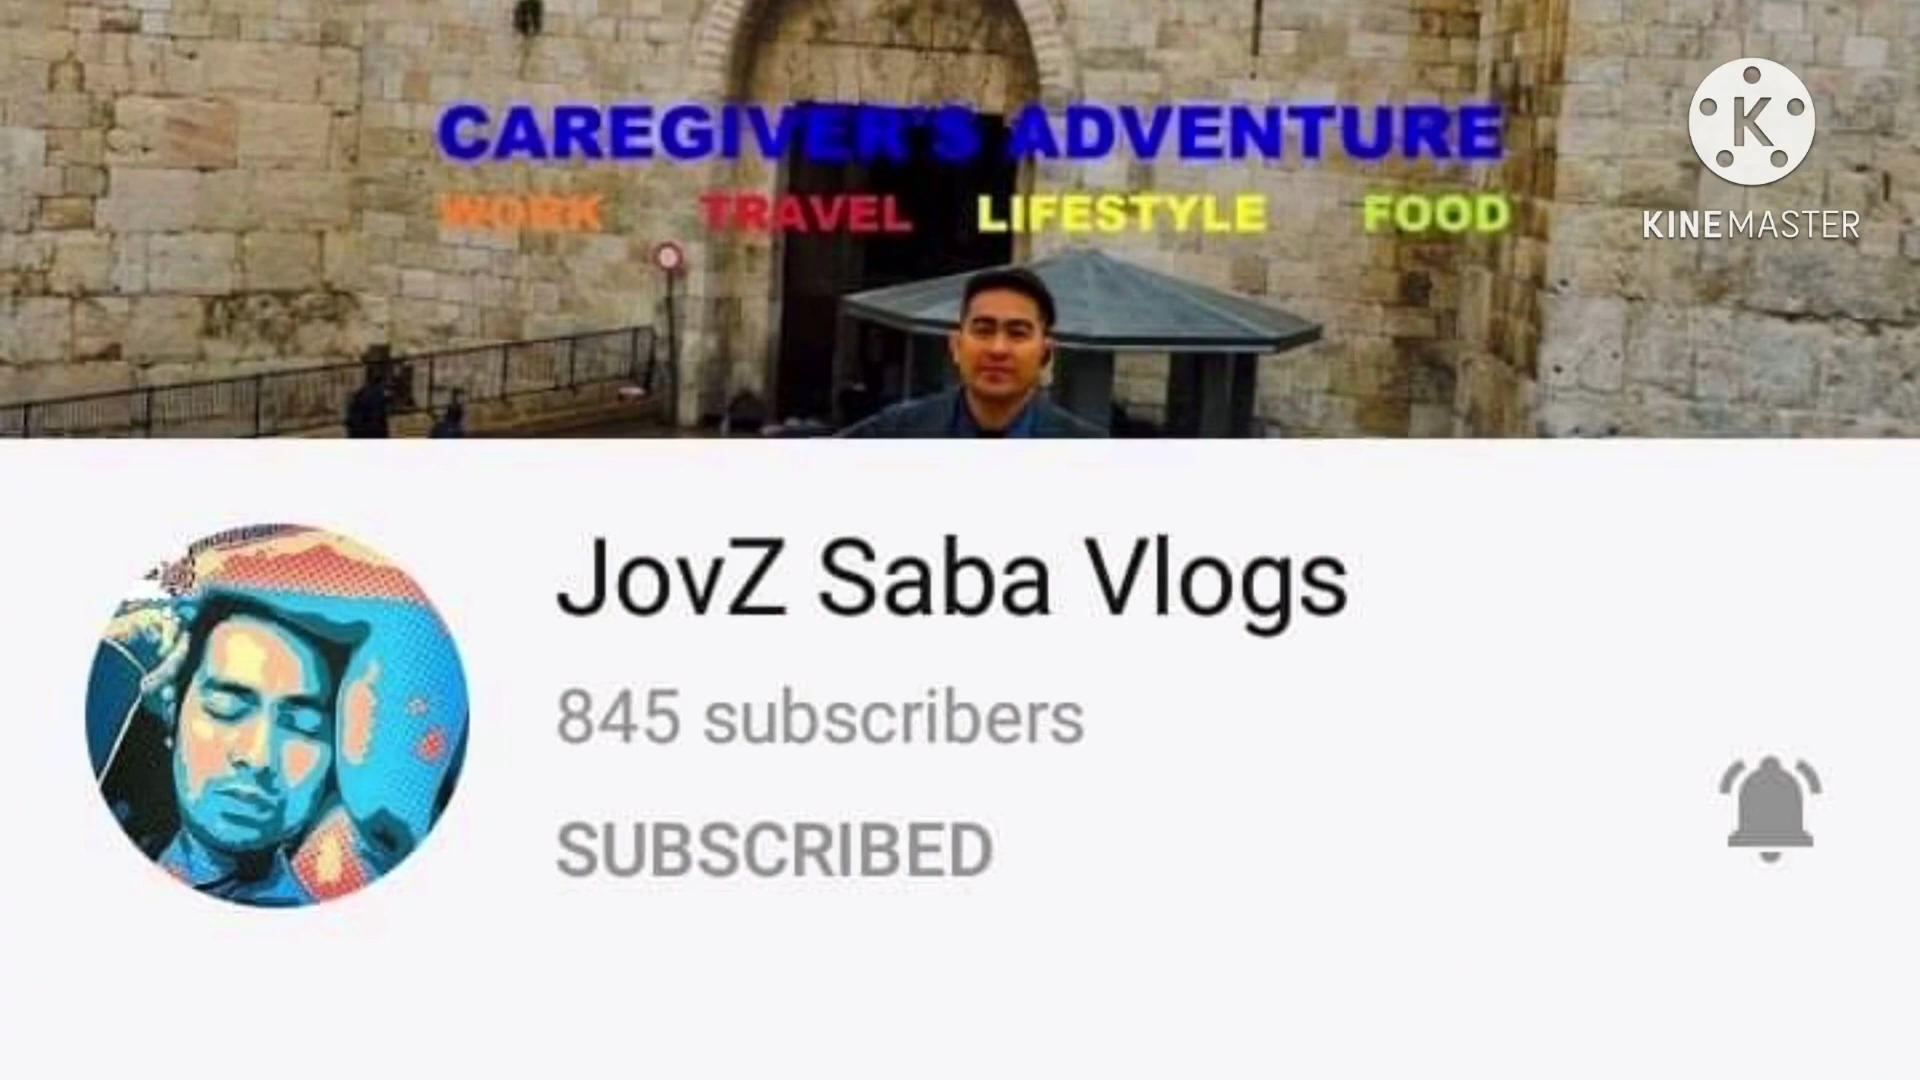 CAREGIVER'S ADVENTURE
WORK TRAVEL LIFESTYLE FOOD
K
KINEMASTER
JovZ Saba Vlogs
845 subscribers
SUBSCRIBED